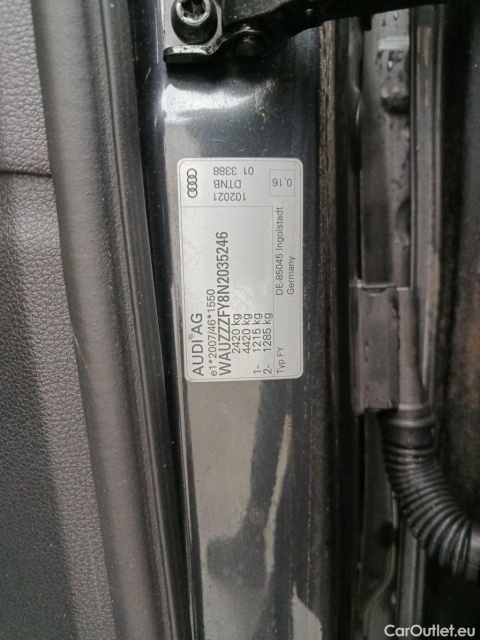 AUDI AG
e1*2007/46*1550
WAUZZZFY8N2035246
2420 kg
4420 kg
1- 1215 kg
2- 1285 kg
Typ FY
DE-85045 Ingolstadt
Germany
102021
DTNB
01 3388
0,16
CarOutlet.eu